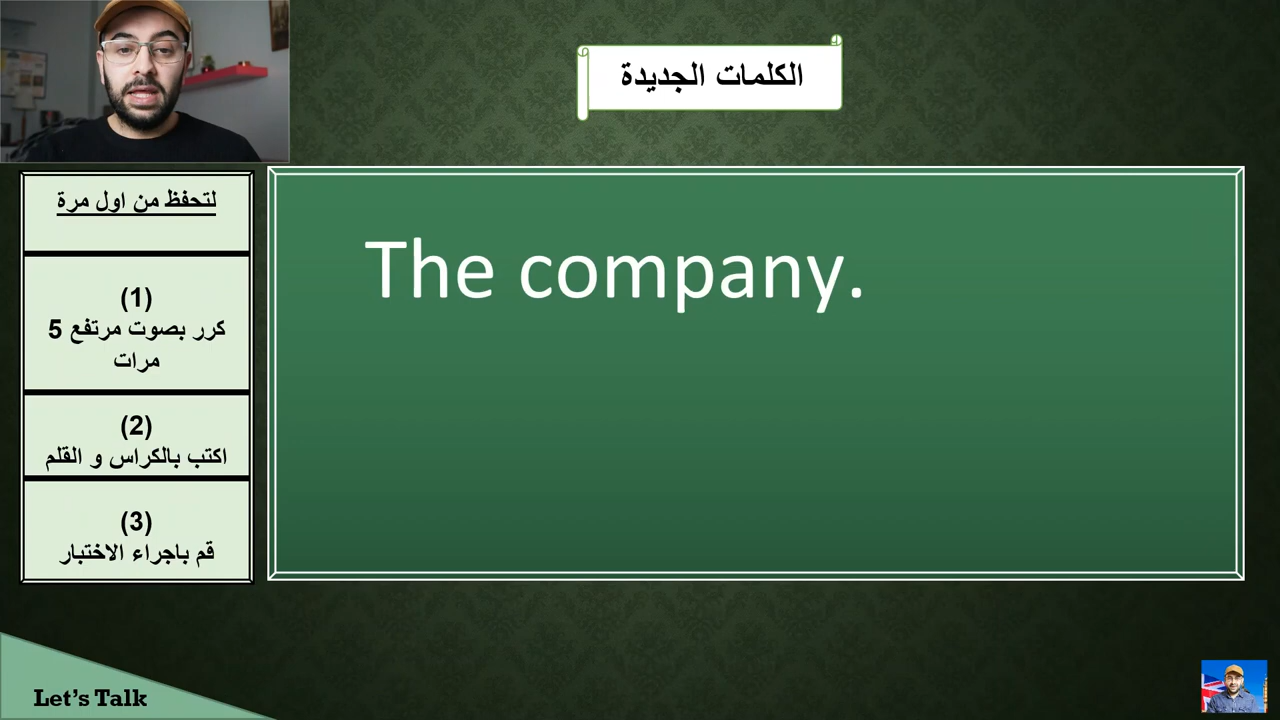 الكلمات الجديدة
لتحفظ من اول مرة
(1)
كرر بصوت مرتفع 5
مرات
(2)
اكتب بالكراس و القلم
(3)
قم باجراء الاختبار
The company.
Let's Talk